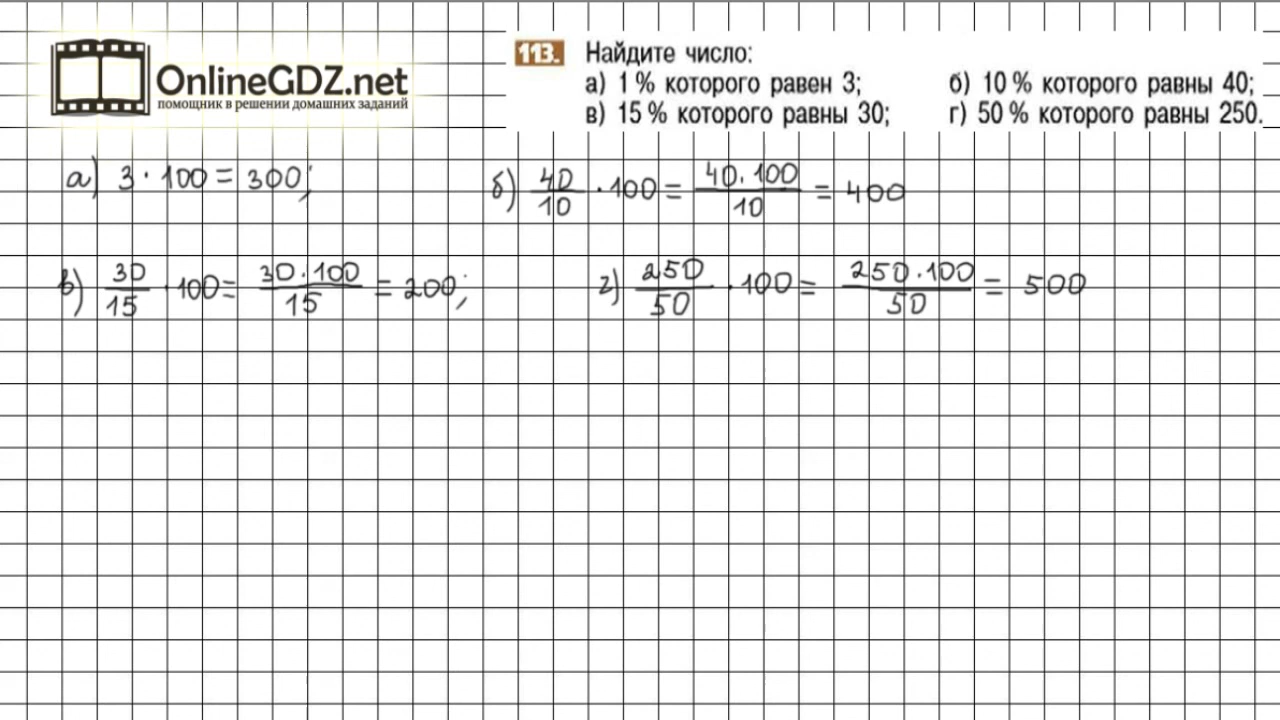 OnlineGDZ.net
помощник в решении домашних заданий
113. Найдите число:
а) 1 % которого равен 3; б) 10 % которого равны 40;
в) 15 % которого равны 30; г) 50 % которого равны 250.
а) 3 · 100 = 300; б) 40/10 · 100 = 40 · 100/10 = 400
в) 30/15 · 100 = 30 · 100/15 = 200; г) 250/50 · 100 = 250 · 100/50 = 500